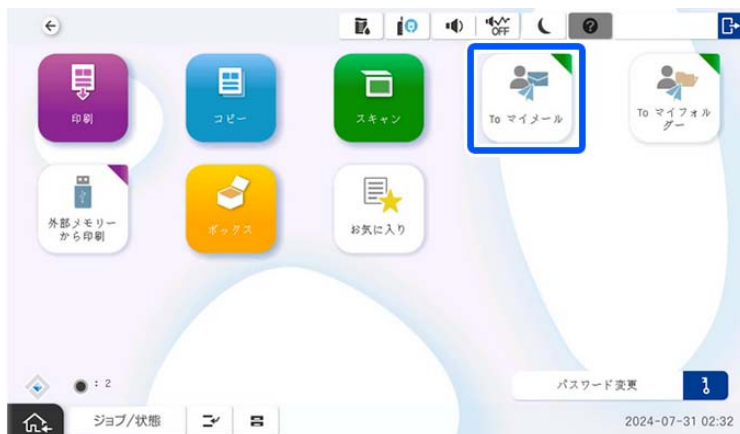 OFF
印刷
コピー
スキャン
To マイメール
To マイフォル
ダー
外部メモリー
から印刷
ボックス
お気に入り
: 2
パスワード変更
ジョブ/状態
2024-07-31 02:32